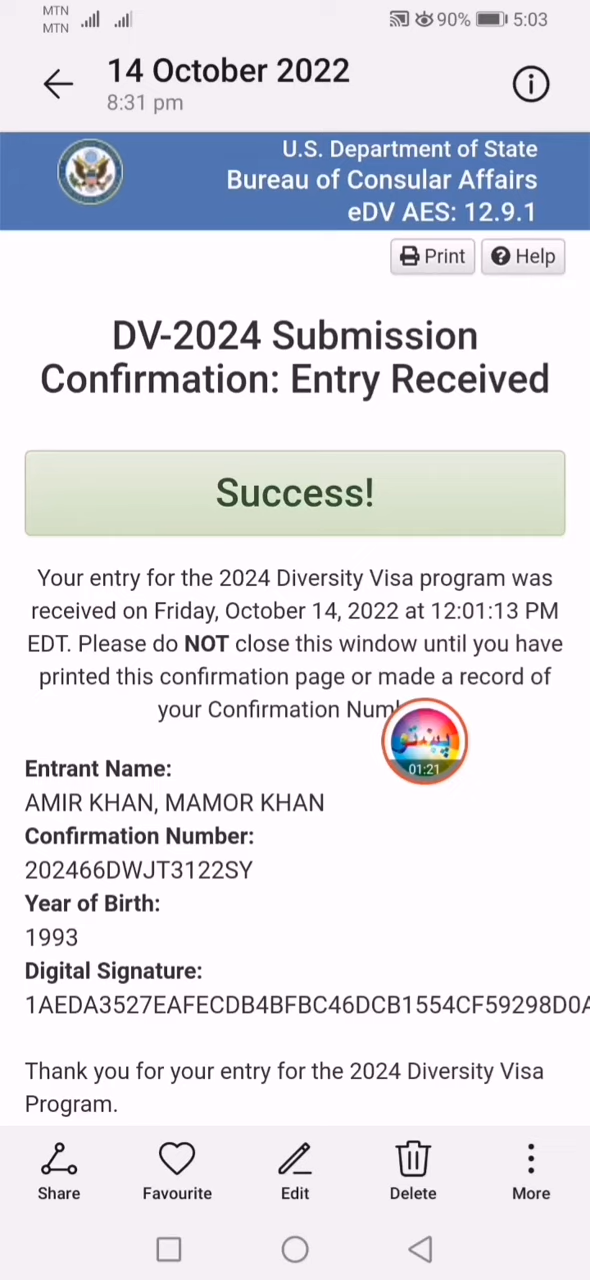 MTN
MTN
90% 5:03
14 October 2022
8:31 pm
U.S. Department of State
Bureau of Consular Affairs
eDV AES: 12.9.1
Print
Help
DV-2024 Submission
Confirmation: Entry Received
Success!
Your entry for the 2024 Diversity Visa program was
received on Friday, October 14, 2022 at 12:01:13 PM
EDT. Please do NOT close this window until you have
printed this confirmation page or made a record of
your Confirmation
01:21
Entrant Name:
AMIR KHAN, MAMOR KHAN
Confirmation Number:
202466DWJT3122SY
Year of Birth:
1993
Digital Signature:
1AEDA3527EAFECDB4BFBC46DCB1554CF59298D0A
Thank you for your entry for the 2024 Diversity Visa
Program.
Share
Favourite
Edit
Delete
More